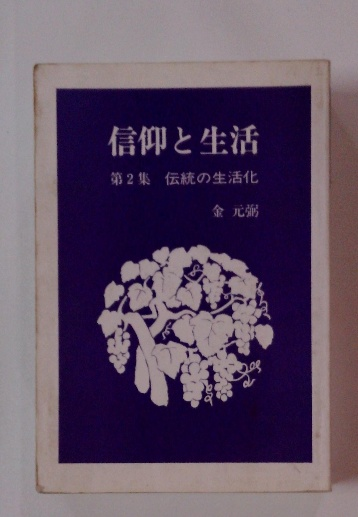 信仰と生活
第2集 伝統の生活化
金 元弼